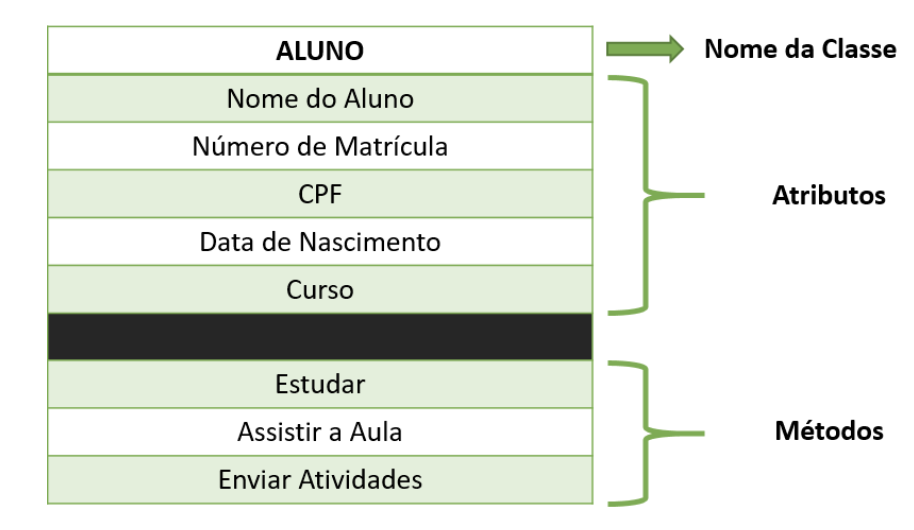 ALUNO
Nome da Classe
Nome do Aluno
Número de Matrícula
CPF
Data de Nascimento
Curso
Atributos
Estudar
Assistir a Aula
Enviar Atividades
Métodos